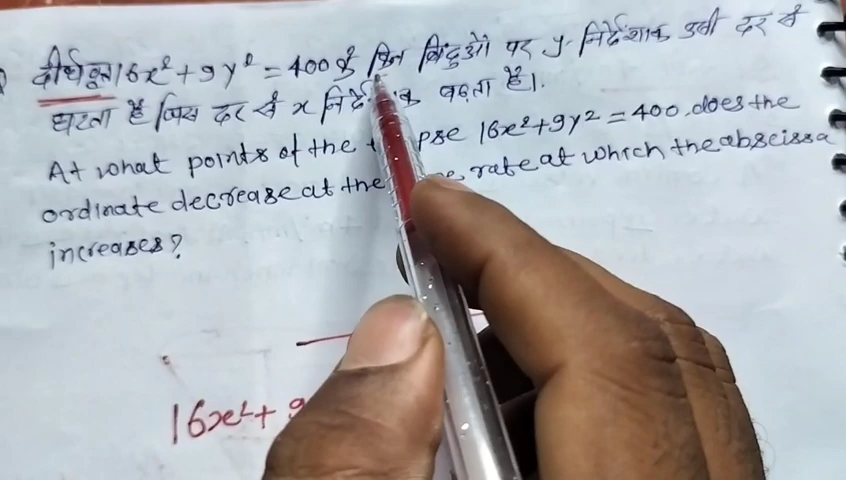 दीर्घवृत्त 16x² + 9y² = 400 के किन बिंदुओं पर y-निर्देशांक उसी दर से
घटता है जिस दर से x बढ़ता है।
At what points of the 16x² + 9y² = 400 does the
ordinate decrease at the rate at which the abscissa
increases?
16x² + 9